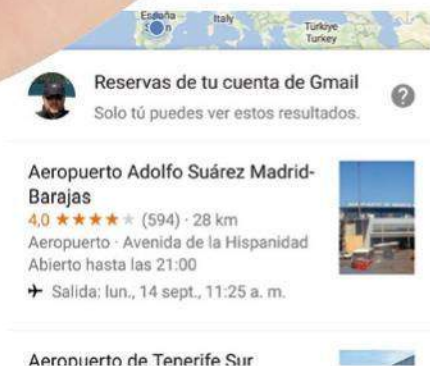 España
Spain
Italy
Türkiye
Turkey
Reservas de tu cuenta de Gmail
?
Solo tú puedes ver estos resultados.
Aeropuerto Adolfo Suárez Madrid-
Barajas
4,0 ★★★★★ (594) · 28 km
Aeropuerto · Avenida de la Hispanidad
Abierto hasta las 21:00
Salida: lun., 14 sept., 11:25 a. m.
Aeropuerto de Tenerife Sur